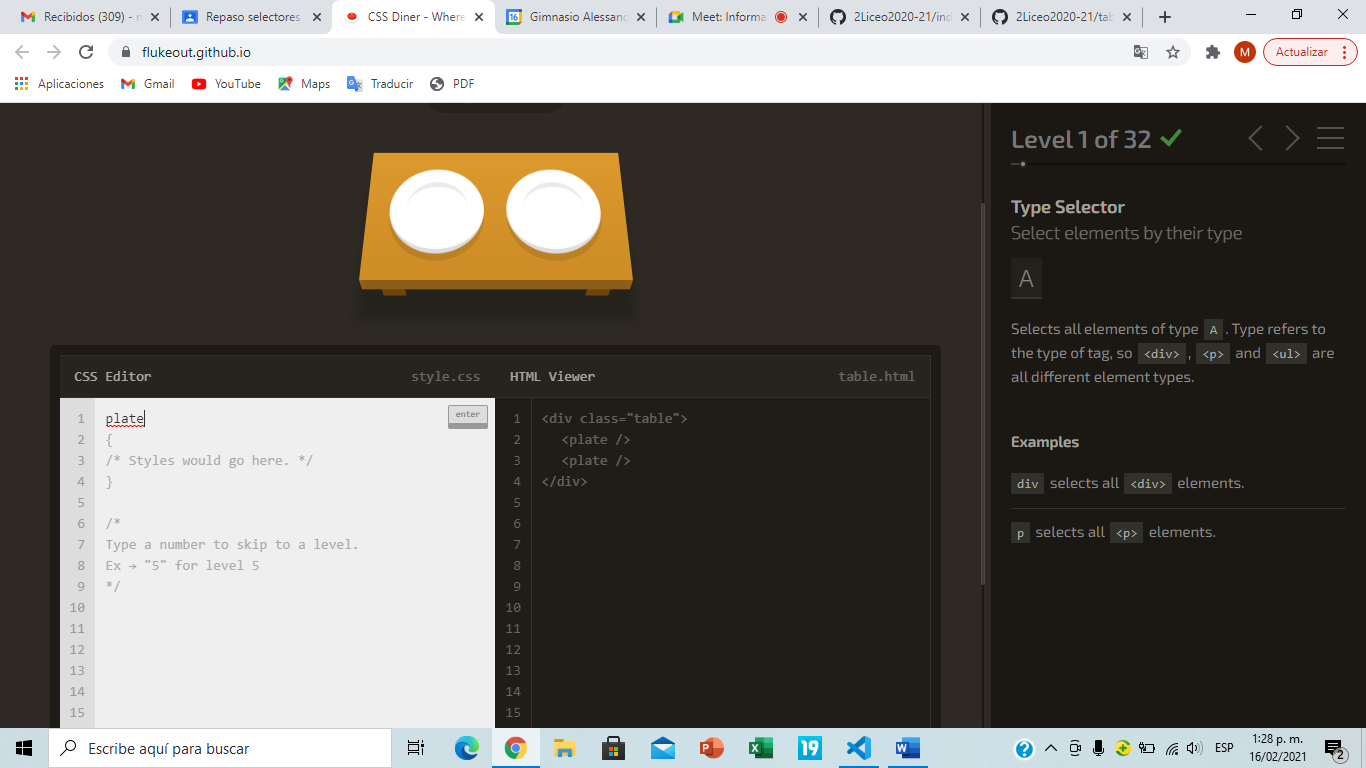 Recibidos (309) - n
Repaso selectores
CSS Diner - Where
Gimnasio Alessand
Meet: Informa
2Liceo2020-21/ind
2Liceo2020-21/tab
flukeout.github.io
M
Actualizar
Aplicaciones
Gmail
YouTube
Maps
Traducir
PDF
Level 1 of 32
Type Selector
Select elements by their type
A
Selects all elements of type A . Type refers to
the type of tag, so <div> , <p> and <ul> are
all different element types.
Examples
div selects all <div> elements.
p selects all <p> elements.
CSS Editor style.css
enter
1 plate
2 {
3 /* Styles would go here. */
4 }
5
6 /*
7 Type a number to skip to a level.
8 Ex → "5" for level 5
9 */
10
11
12
13
14
15
HTML Viewer table.html
1 <div class="table">
2 <plate />
3 <plate />
4 </div>
5
6
7
8
9
10
11
12
13
14
15
Escribe aquí para buscar
19
ESP
1:28 p. m.
16/02/2021
2